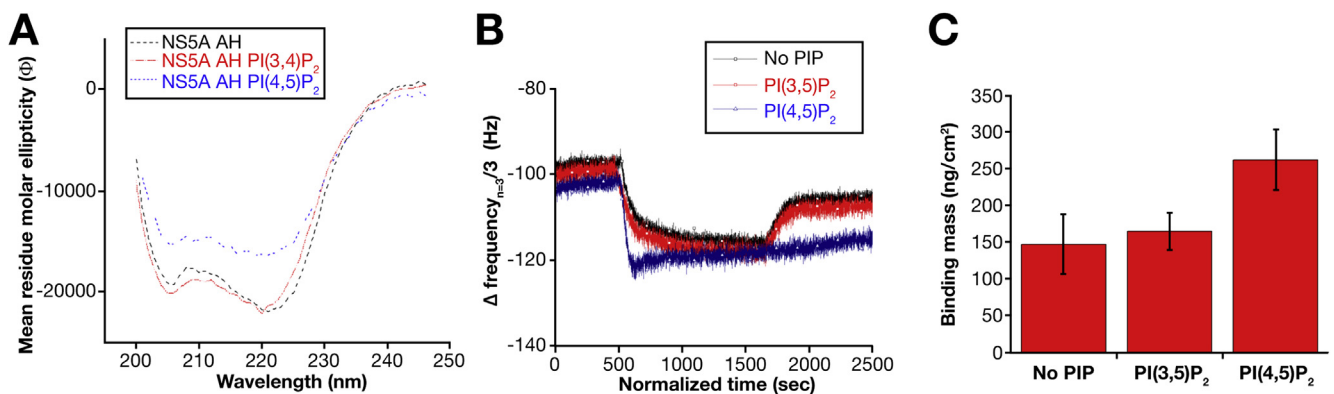 A
NS5A AH
NS5A AH PI(3,4)P₂
NS5A AH PI(4,5)P₂
0
-10000
-20000
Mean residue molar ellipticity (Φ)
200
210
220
230
240
250
Wavelength (nm)
B
No PIP
PI(3,5)P₂
PI(4,5)P₂
-80
-100
-120
-140
Δ frequencyₙ₌₃/3 (Hz)
0
500
1000
1500
2000
2500
Normalized time (sec)
C
350
300
250
200
150
100
50
0
Binding mass (ng/cm²)
No PIP
PI(3,5)P₂
PI(4,5)P₂